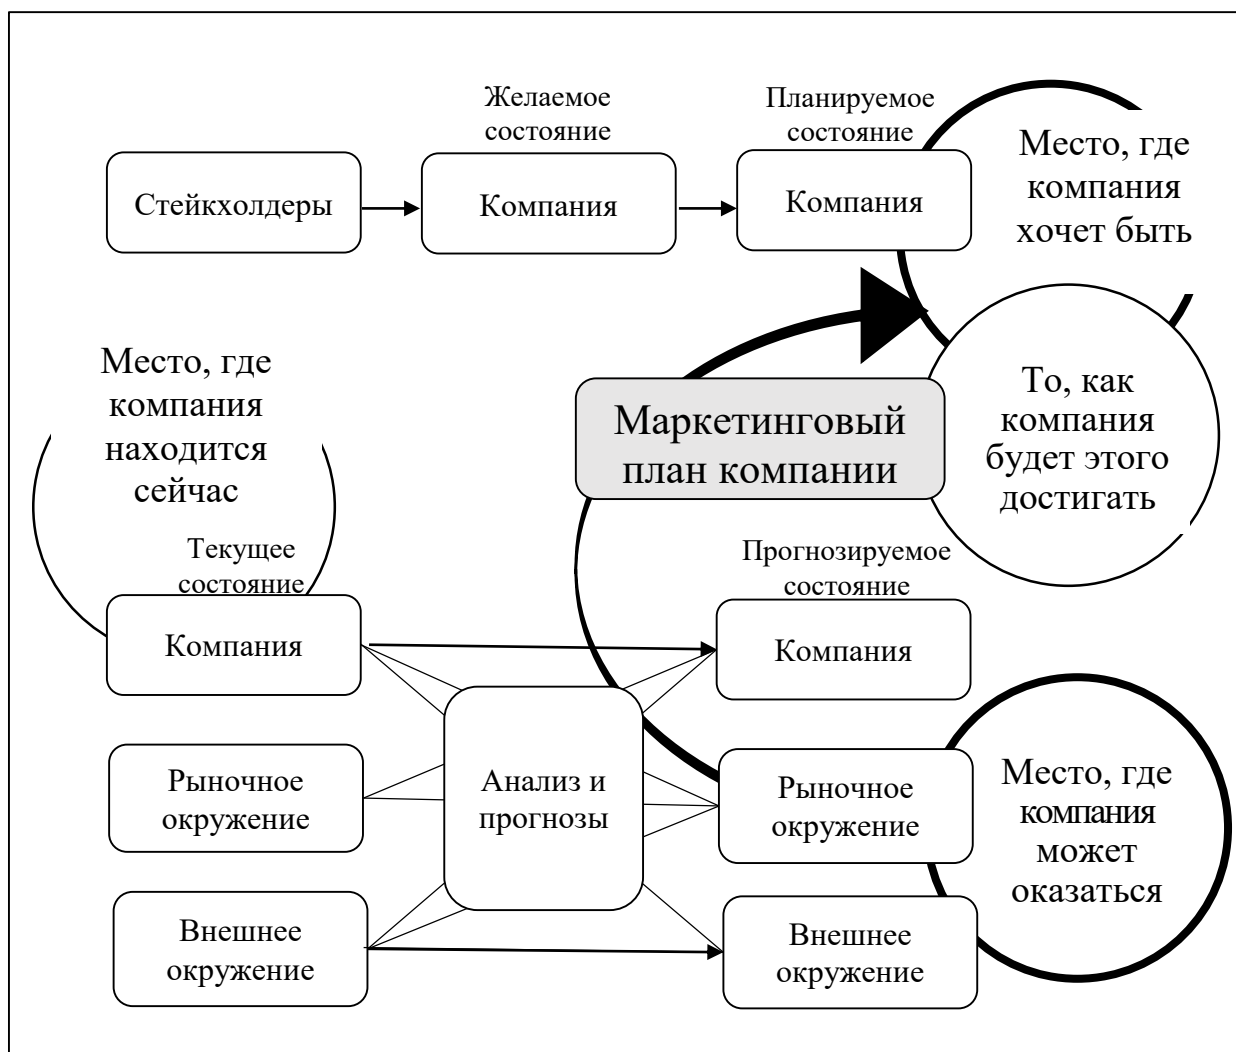 Желаемое
состояние
Планируемое
состояние
Стейкхолдеры
Компания
Компания
Место, где
компания
хочет быть
Место, где
компания
находится
сейчас
Маркетинговый
план компании
То, как
компания
будет этого
достигать
Текущее
состояние
Прогнозируемое
состояние
Компания
Компания
Рыночное
окружение
Анализ и
прогнозы
Рыночное
окружение
Место, где
компания
может
оказаться
Внешнее
окружение
Внешнее
окружение